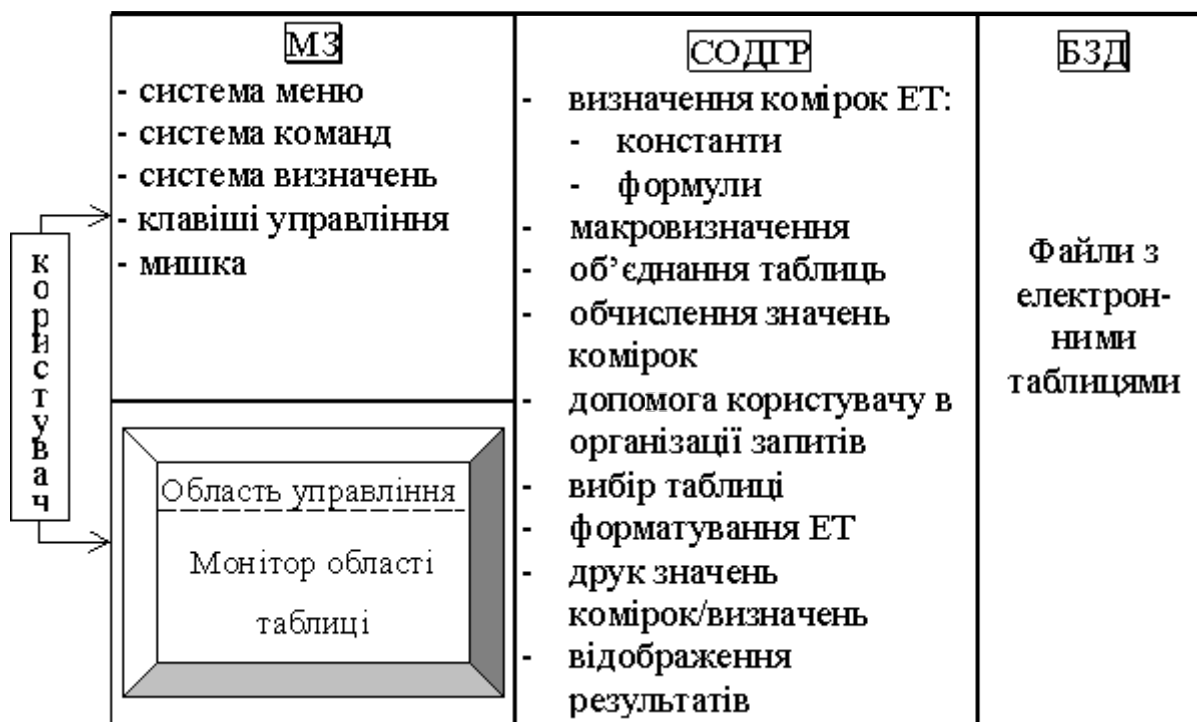 користувач
МЗ
- система меню
- система команд
- система визначень
- клавіші управління
- мишка
Область управління
Монітор області
таблиці
СОДГР
- визначення комірок ЕТ:
- константи
- формули
- макровизначення
- об’єднання таблиць
- обчислення значень
комірок
- допомога користувачу в
організації запитів
- вибір таблиці
- форматування ЕТ
- друк значень
комірок/визначень
- відображення
результатів
БЗД
Файли з
електрон-
ними
таблицями